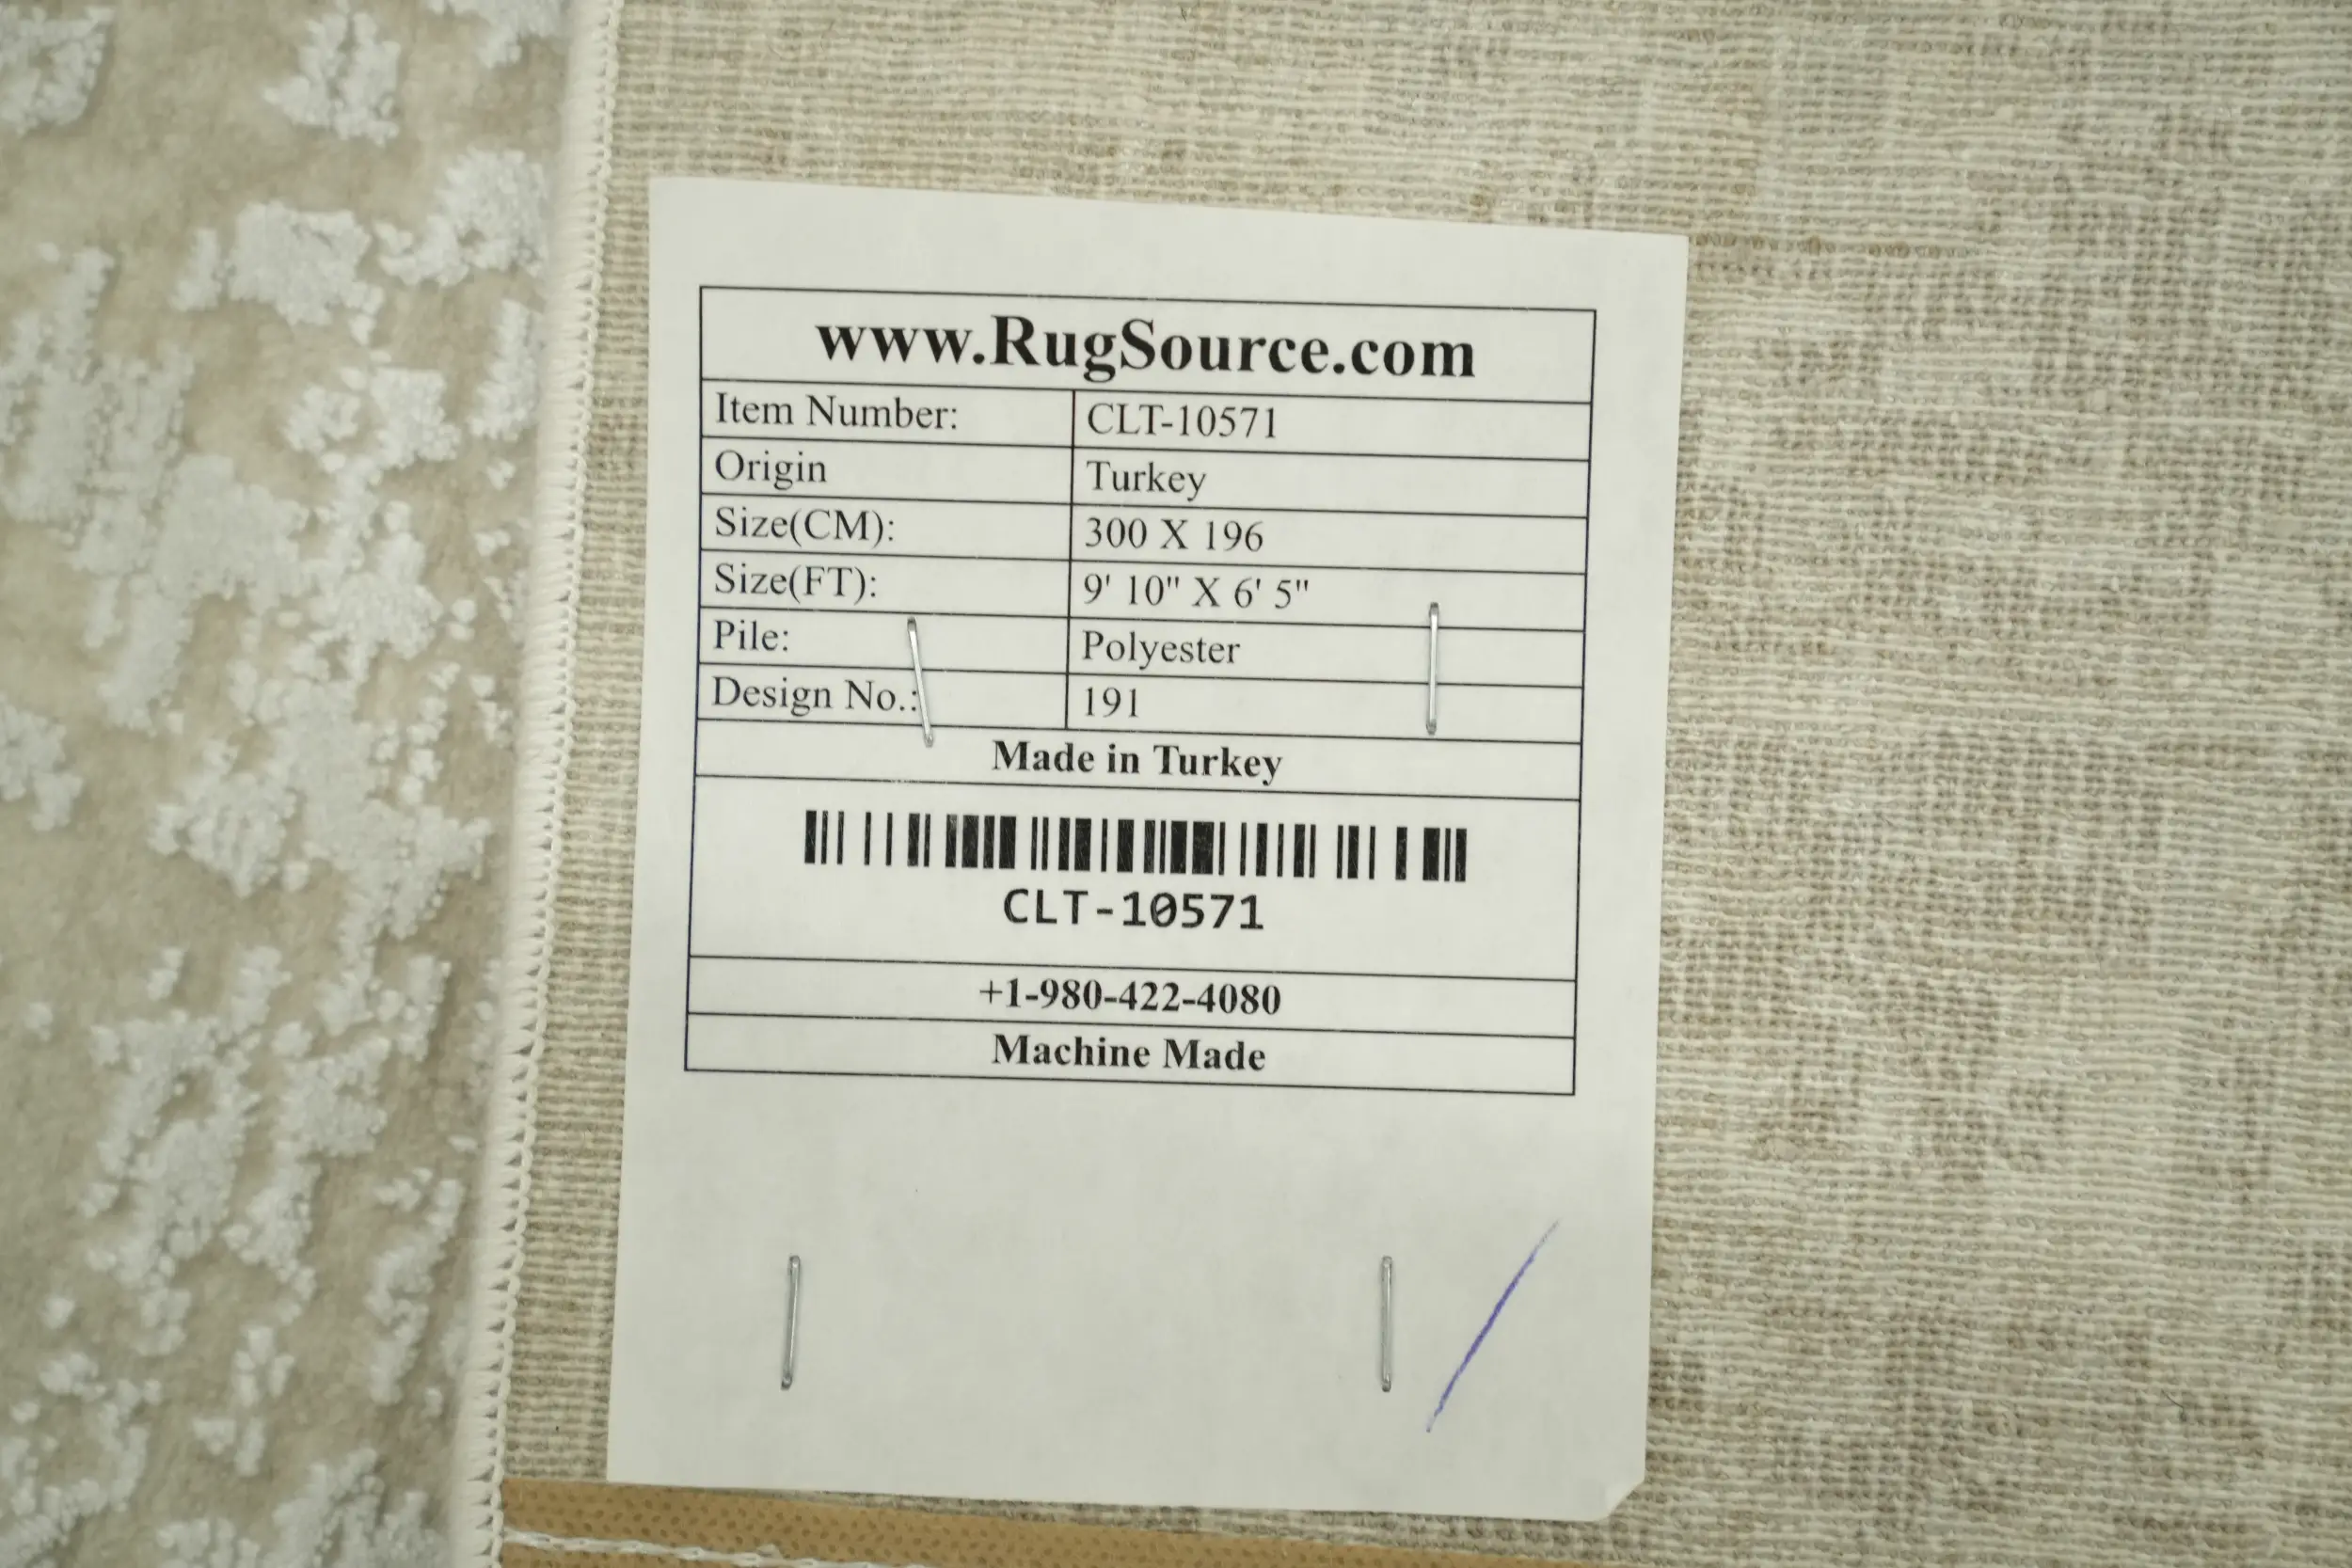 www.RugSource.com
Item Number: CLT-10571
Origin Turkey
Size(CM): 300 X 196
Size(FT): 9' 10" X 6' 5"
Pile: Polyester
Design No.: 191
Made in Turkey
CLT-10571
+1-980-422-4080
Machine Made